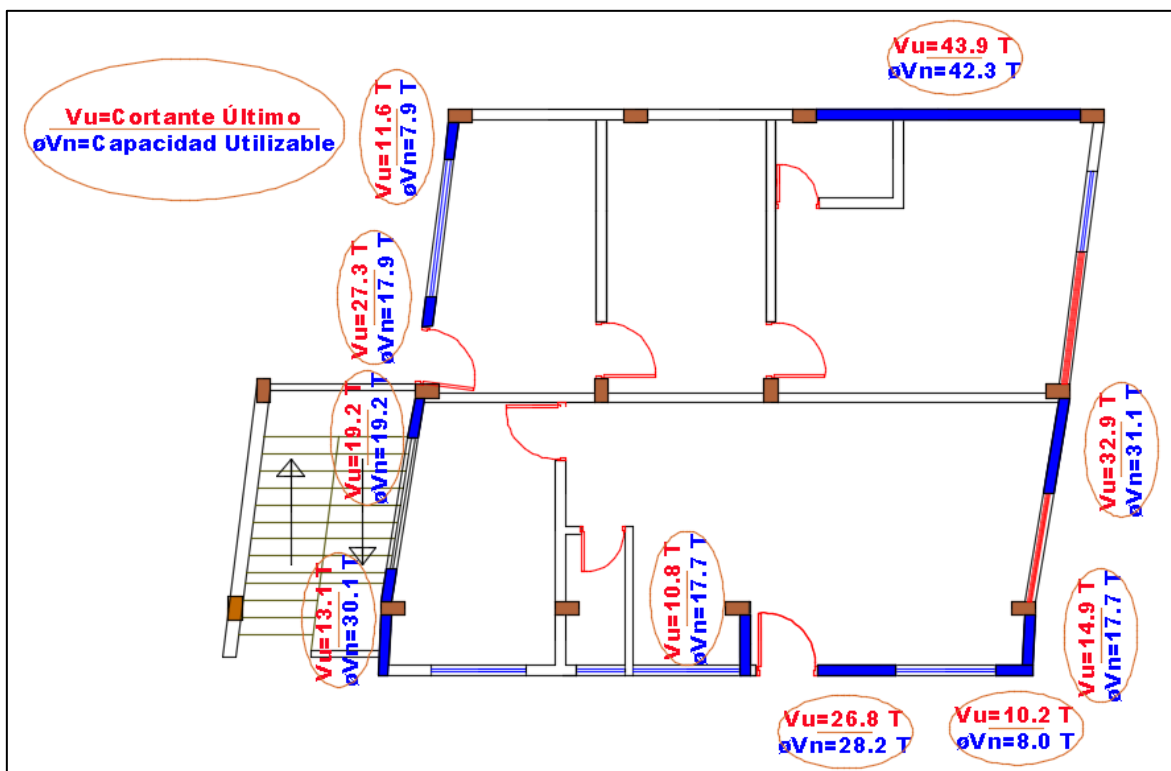 Vu=43.9 T
øVn=42.3 T
Vu=Cortante Último
øVn=Capacidad Utilizable
Vu=11.6 T
øVn=7.9 T
Vu=27.3 T
øVn=17.9 T
Vu=19.2 T
øVn=19.2 T
Vu=32.9 T
øVn=31.1 T
Vu=13.1T
øVn=30.1 T
Vu=10.8 T
øVn=17.7 T
Vu=14.9 T
øVn=17.7 T
Vu=26.8 T
øVn=28.2 T
Vu=10.2 T
øVn=8.0 T